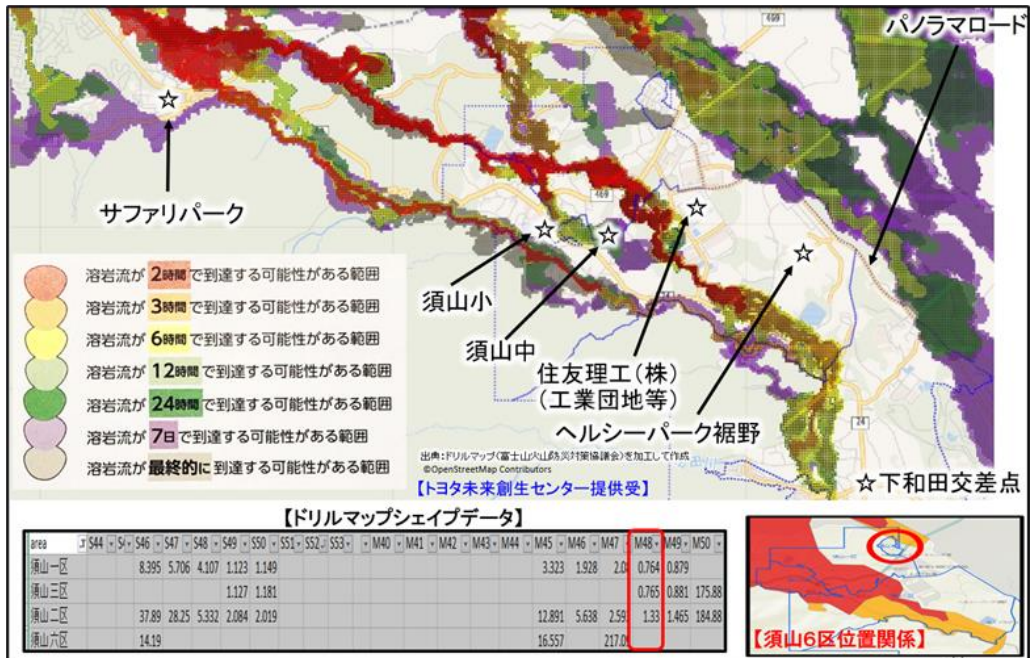 469
パノラマロード
サファリパーク
469
須山小
須山中
24
住友理工(株)
(工業団地等)
ヘルシーパーク裾野
24
☆下和田交差点
溶岩流が 2時間で到達する可能性がある範囲
溶岩流が 3時間で到達する可能性がある範囲
溶岩流が 6時間で到達する可能性がある範囲
溶岩流が 12時間で到達する可能性がある範囲
溶岩流が 24時間で到達する可能性がある範囲
溶岩流が 7日で到達する可能性がある範囲
溶岩流が 最終的に到達する可能性がある範囲
出典:ドリルマップ(富士山火山防災対策協議会)を加工して作成
©OpenStreetMap Contributors
【トヨタ未来創生センター提供受】
【ドリルマップシェイプデータ】
area S44 S46 S47 S48 S49 S50 S51 S52 S53 M40 M41 M42 M43 M44 M45 M46 M47 M48 M49 M50
須山一区 8.395 5.706 4.107 1.123 1.149 3.323 1.928 0.764 0.879
須山三区 1.127 1.181 0.765 0.881 175.88
須山二区 37.89 28.25 5.332 2.084 2.019 12.891 5.638 2.59 1.33 1.465 184.88
須山六区 14.19 16.557 217.0
【須山6区位置関係】